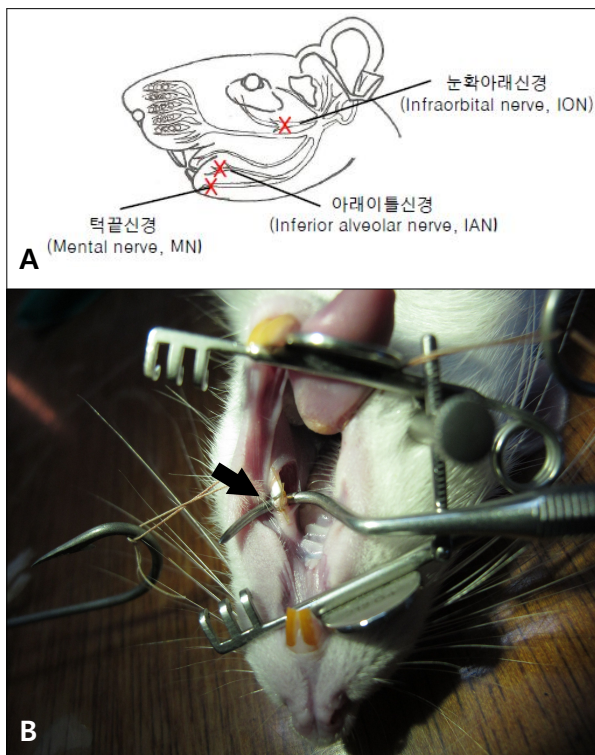 눈확아래신경
(Infraorbital nerve, ION)
아래이틀신경
(Inferior alveolar nerve, IAN)
턱끝신경
(Mental nerve, MN)
A
B